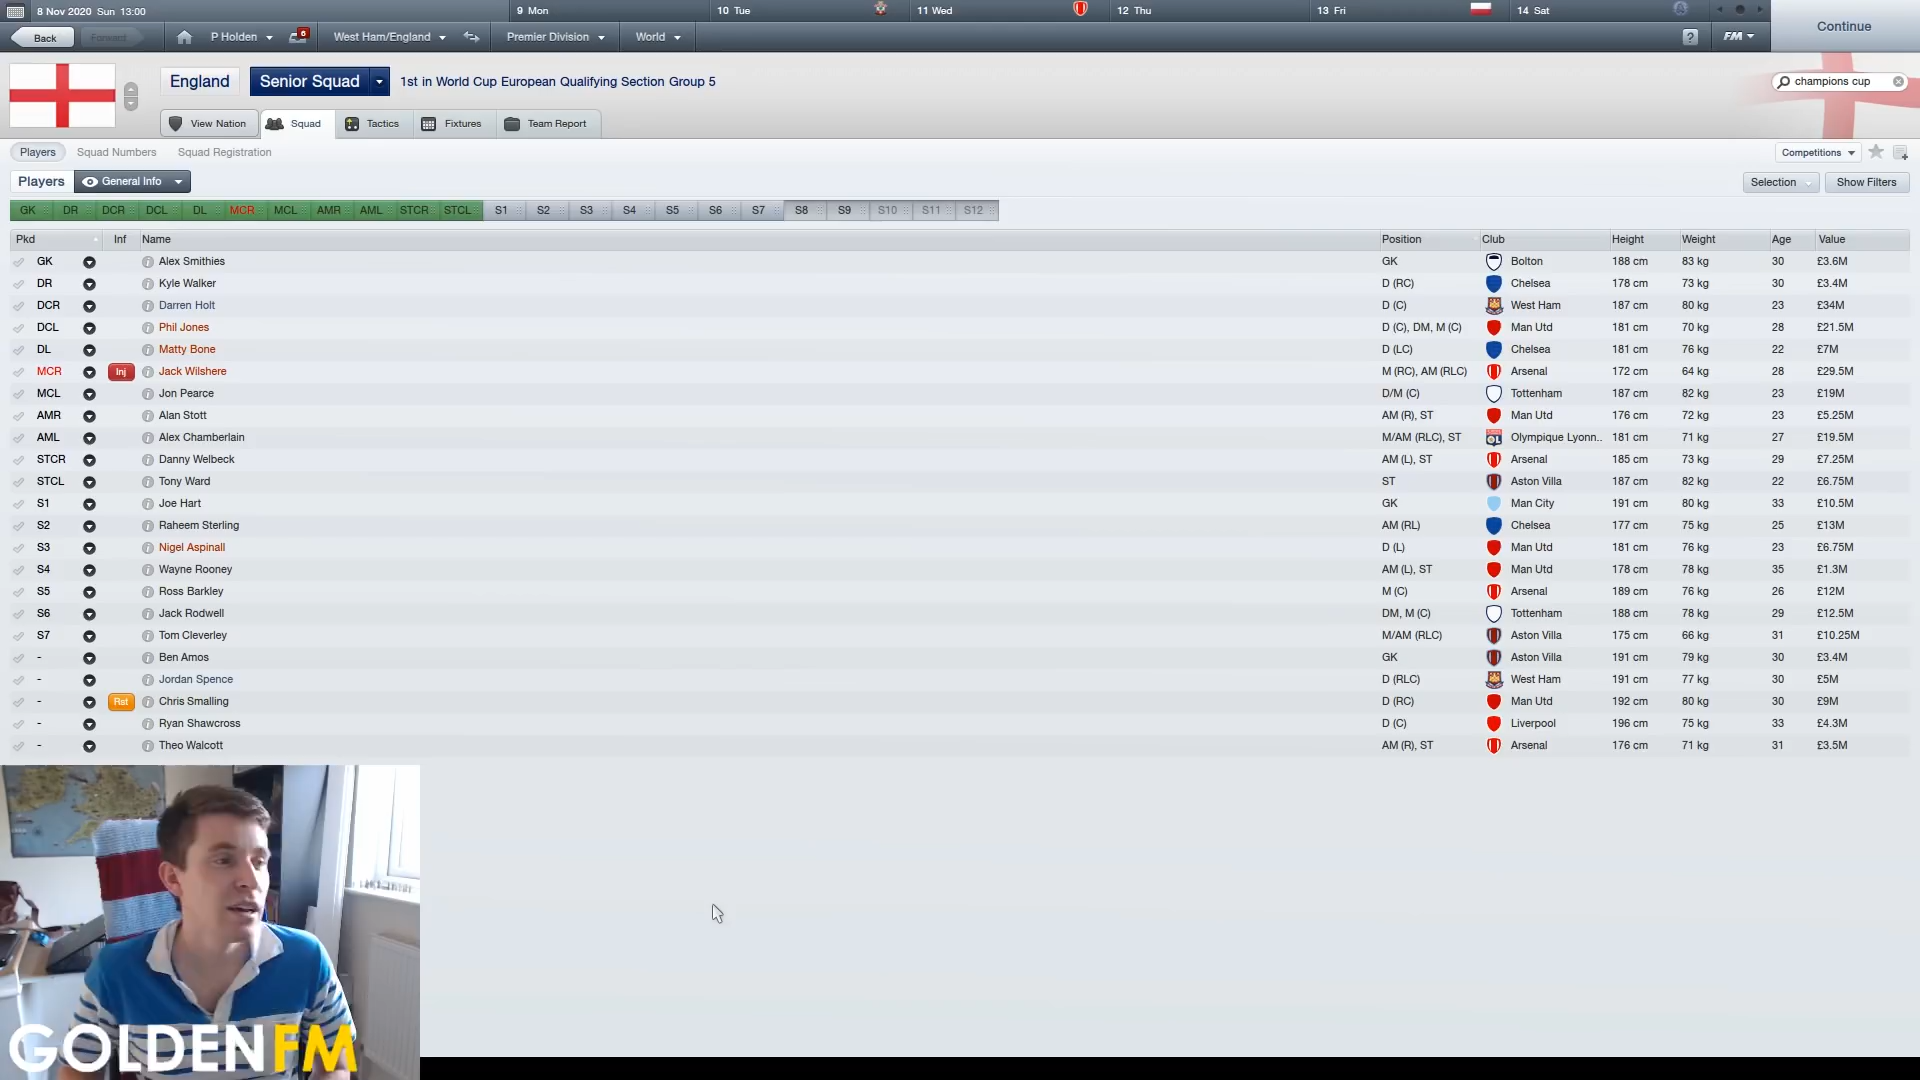 8 Nov 2020 Sun 13:00 9 Mon 10 Tue 11 Wed 12 Thu 13 Fri 14 Sat
Back Forward P Holden 6 West Ham/England Premier Division World ? FM Continue
England Senior Squad 1st in World Cup European Qualifying Section Group 5 champions cup
View Nation Squad Tactics Fixtures Team Report
Players Squad Numbers Squad Registration Competitions
Players General Info Selection Show Filters
GK DR DCR DCL DL MCR MCL AMR AML STCR STCL S1 S2 S3 S4 S5 S6 S7 S8 S9 S10 S11 S12
Pkd Inf Name Position Club Height Weight Age Value
GK Alex Smithies GK Bolton 188 cm 83 kg 30 £3.6M
DR Kyle Walker D (RC) Chelsea 178 cm 73 kg 30 £3.4M
DCR Darren Holt D (C) West Ham 187 cm 80 kg 23 £34M
DCL Phil Jones D (C), DM, M (C) Man Utd 181 cm 70 kg 28 £21.5M
DL Matty Bone D (LC) Chelsea 181 cm 76 kg 22 £7M
MCR Inj Jack Wilshere M (RC), AM (RLC) Arsenal 172 cm 64 kg 28 £29.5M
MCL Jon Pearce D/M (C) Tottenham 187 cm 82 kg 23 £19M
AMR Alan Stott AM (R), ST Man Utd 176 cm 72 kg 23 £5.25M
AML Alex Chamberlain M/AM (RLC), ST Olympique Lyonn.. 181 cm 71 kg 27 £19.5M
STCR Danny Welbeck AM (L), ST Arsenal 185 cm 73 kg 29 £7.25M
STCL Tony Ward ST Aston Villa 187 cm 82 kg 22 £6.75M
S1 Joe Hart GK Man City 191 cm 80 kg 33 £10.5M
S2 Raheem Sterling AM (RL) Chelsea 177 cm 75 kg 25 £13M
S3 Nigel Aspinall D (L) Man Utd 181 cm 76 kg 23 £6.75M
S4 Wayne Rooney AM (L), ST Man Utd 178 cm 78 kg 35 £1.3M
S5 Ross Barkley M (C) Arsenal 189 cm 76 kg 26 £12M
S6 Jack Rodwell DM, M (C) Tottenham 188 cm 78 kg 29 £12.5M
S7 Tom Cleverley M/AM (RLC) Aston Villa 175 cm 66 kg 31 £10.25M
- Ben Amos GK Aston Villa 191 cm 79 kg 30 £3.4M
- Jordan Spence D (RLC) West Ham 191 cm 77 kg 30 £5M
- Rst Chris Smalling D (RC) Man Utd 192 cm 80 kg 30 £9M
- Ryan Shawcross D (C) Liverpool 196 cm 75 kg 33 £4.3M
- Theo Walcott AM (R), ST Arsenal 176 cm 71 kg 31 £3.5M
GOLDENFM